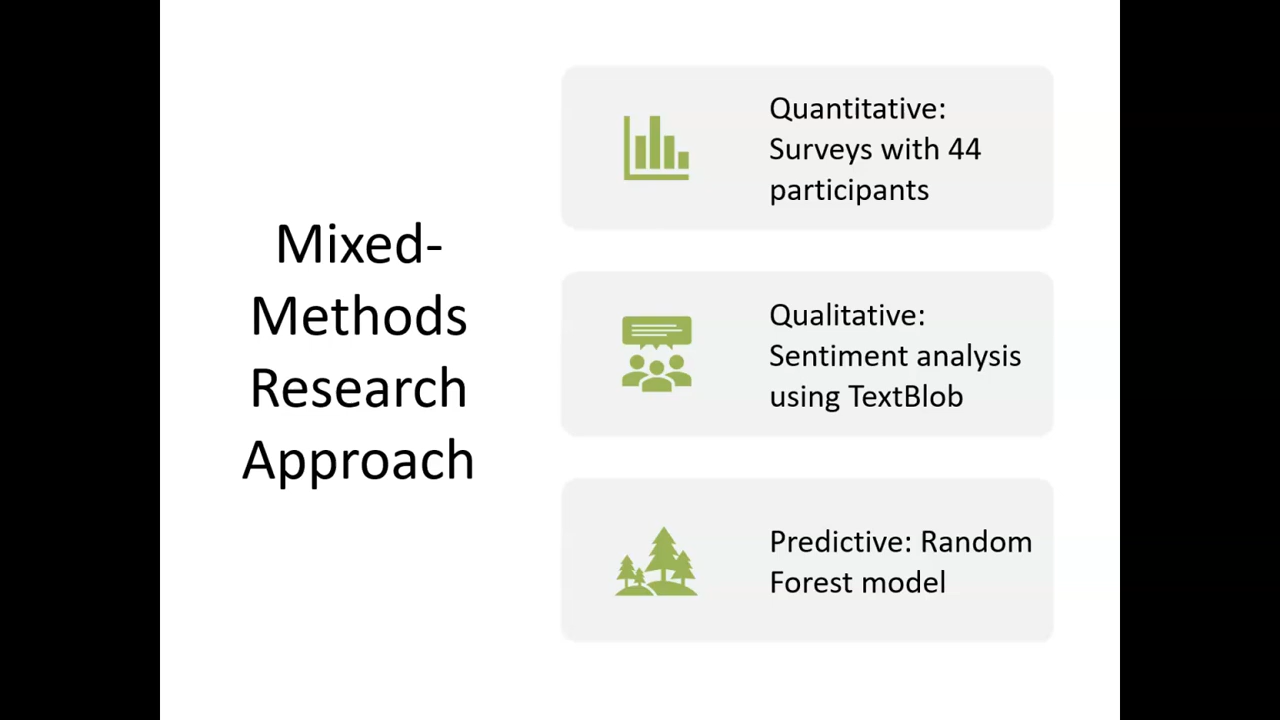 Mixed-
Methods
Research
Approach
Quantitative:
Surveys with 44
participants
Qualitative:
Sentiment analysis
using TextBlob
Predictive: Random
Forest model